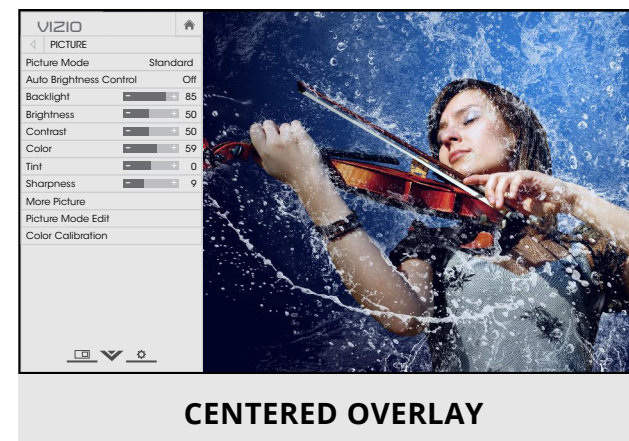 VIZIO
PICTURE
Picture Mode Standard
Auto Brightness Control Off
Backlight - + 85
Brightness - + 50
Contrast - + 50
Color - + 59
Tint - + 0
Sharpness - + 9
More Picture
Picture Mode Edit
Color Calibration
CENTERED OVERLAY